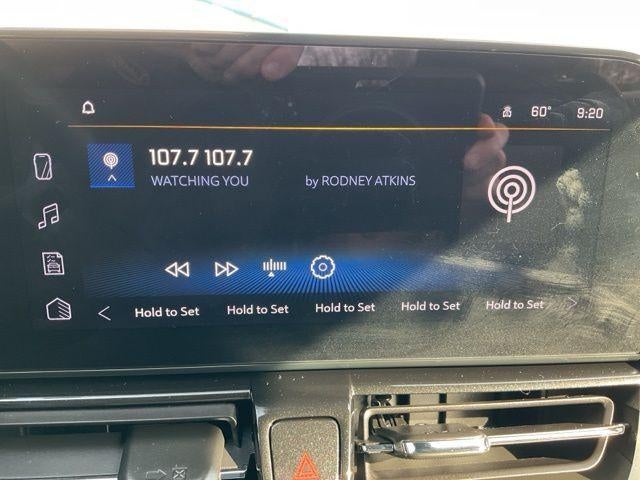 60° 9:20
107.7 107.7
WATCHING YOU by RODNEY ATKINS
Hold to Set Hold to Set Hold to Set Hold to Set Hold to Set